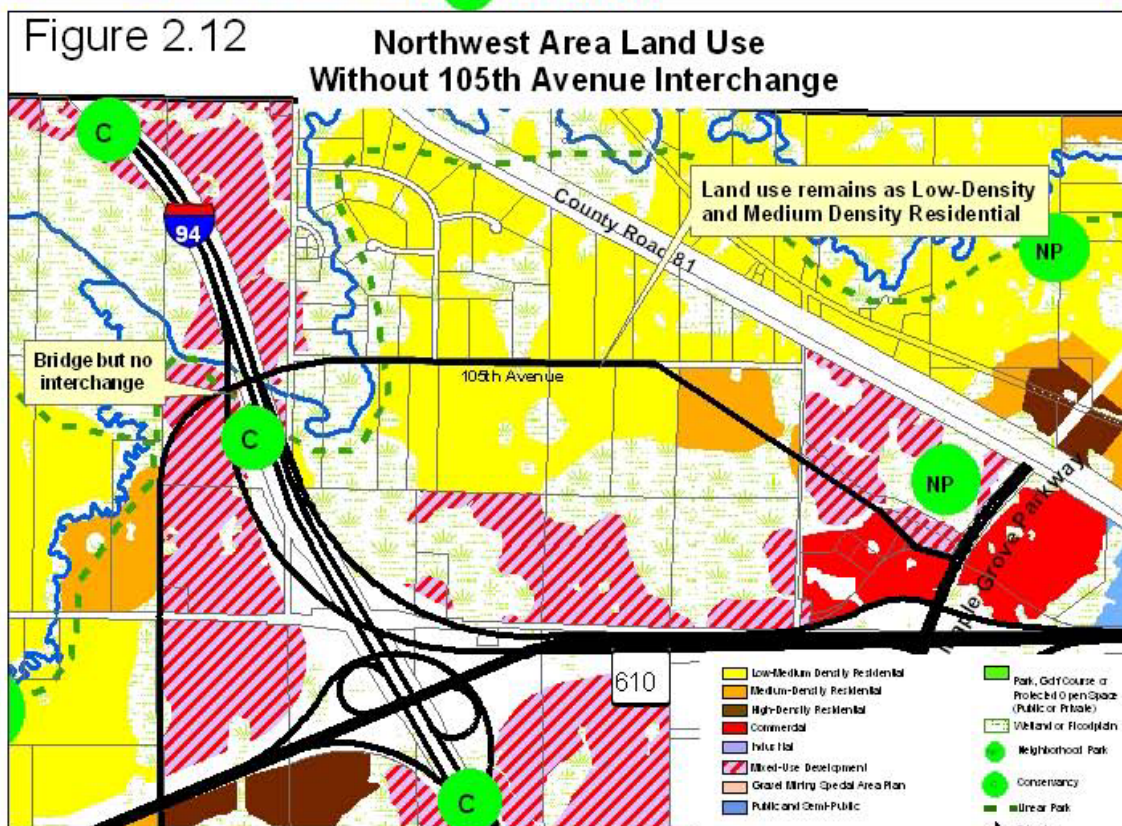 Figure 2.12
Northwest Area Land Use
Without 105th Avenue Interchange
C
94
Land use remains as Low-Density
and Medium Density Residential
County Road 81
NP
Bridge but no
interchange
105th Avenue
C
NP
Maple Grove Parkway
610
C
Low-Medium Density Residential
Medium-Density Residential
High-Density Residential
Commercial
Industrial
Mixed-Use Development
Gravel Mining Special Area Plan
Public and Semi-Public
Park, Golf Course or
Protected Open Space
(Public or Private)
Wetland or Floodplain
Neighborhood Park
Conservancy
Linear Park